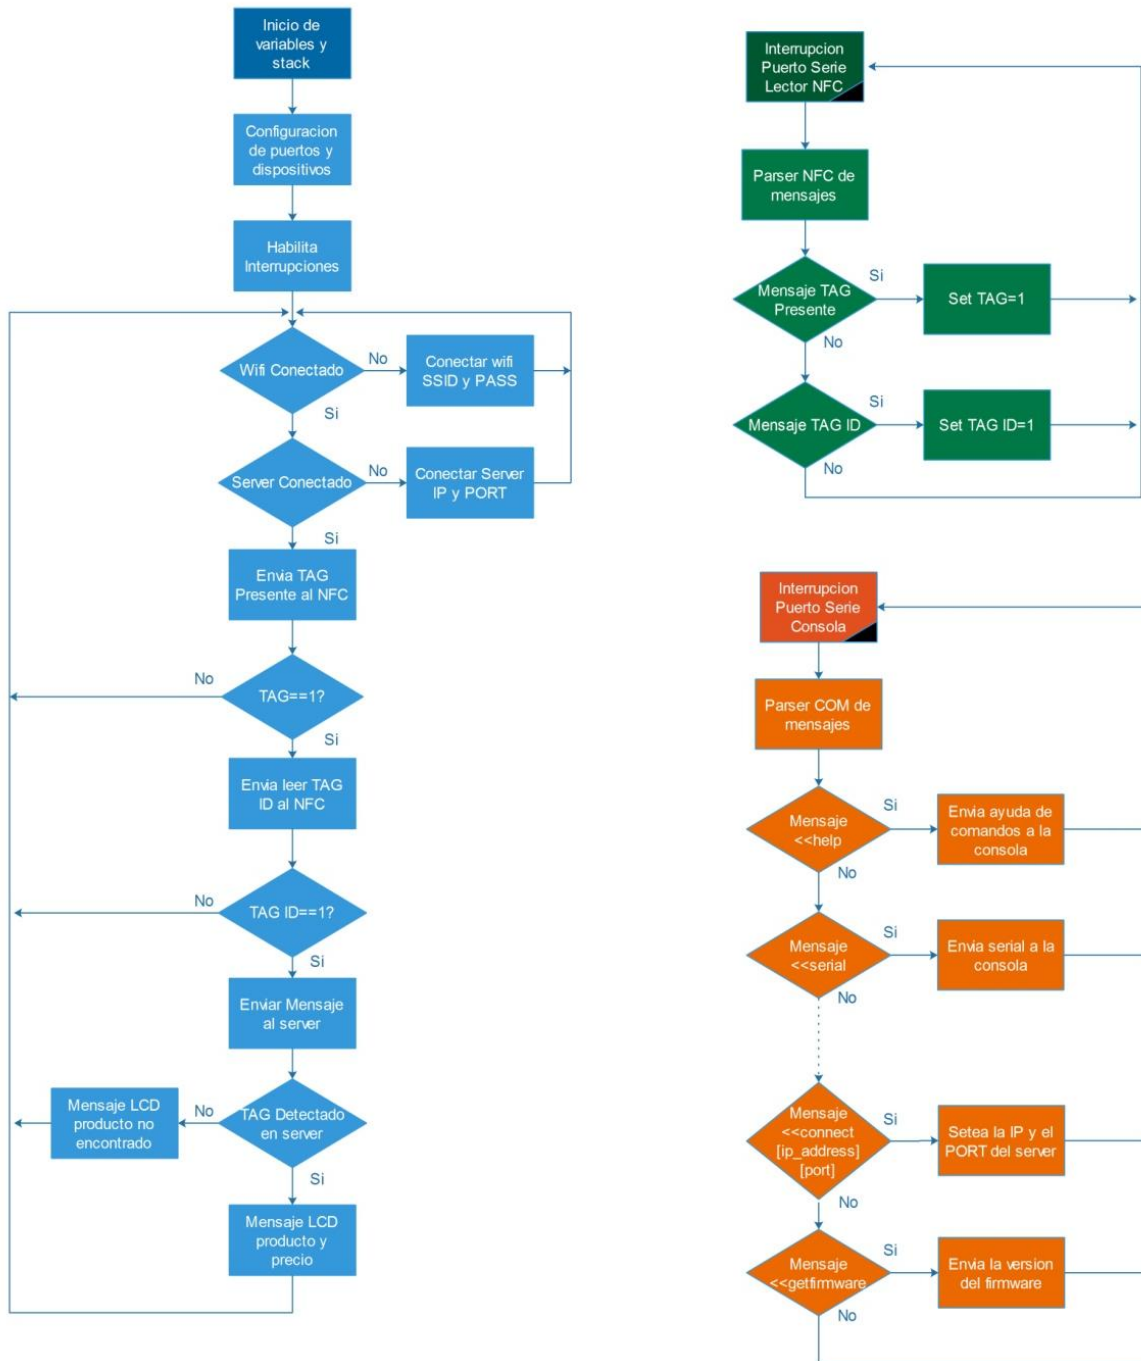 Inicio de
variables y
stack
Configuracion
de puertos y
dispositivos
Habilita
Interrupciones
Wifi Conectado
No
Conectar wifi
SSID y PASS
Si
Server Conectado
No
Conectar Server
IP y PORT
Si
Envia TAG
Presente al NFC
TAG==1?
No
Si
Envia leer TAG
ID al NFC
TAG ID==1?
No
Si
Enviar Mensaje
al server
TAG Detectado
en server
No
Mensaje LCD
producto no
encontrado
Si
Mensaje LCD
producto y
precio
Interrupcion
Puerto Serie
Lector NFC
Parser NFC de
mensajes
Mensaje TAG
Presente
Si
Set TAG=1
No
Mensaje TAG ID
Si
Set TAG ID=1
No
Interrupcion
Puerto Serie
Consola
Parser COM de
mensajes
Mensaje
<<help
Si
Envia ayuda de
comandos a la
consola
No
Mensaje
<<serial
Si
Envia serial a la
consola
No
Mensaje
<<connect
[ip_address]
[port]
Si
Setea la IP y el
PORT del server
No
Mensaje
<<getfirmware
Si
Envia la version
del firmware
No